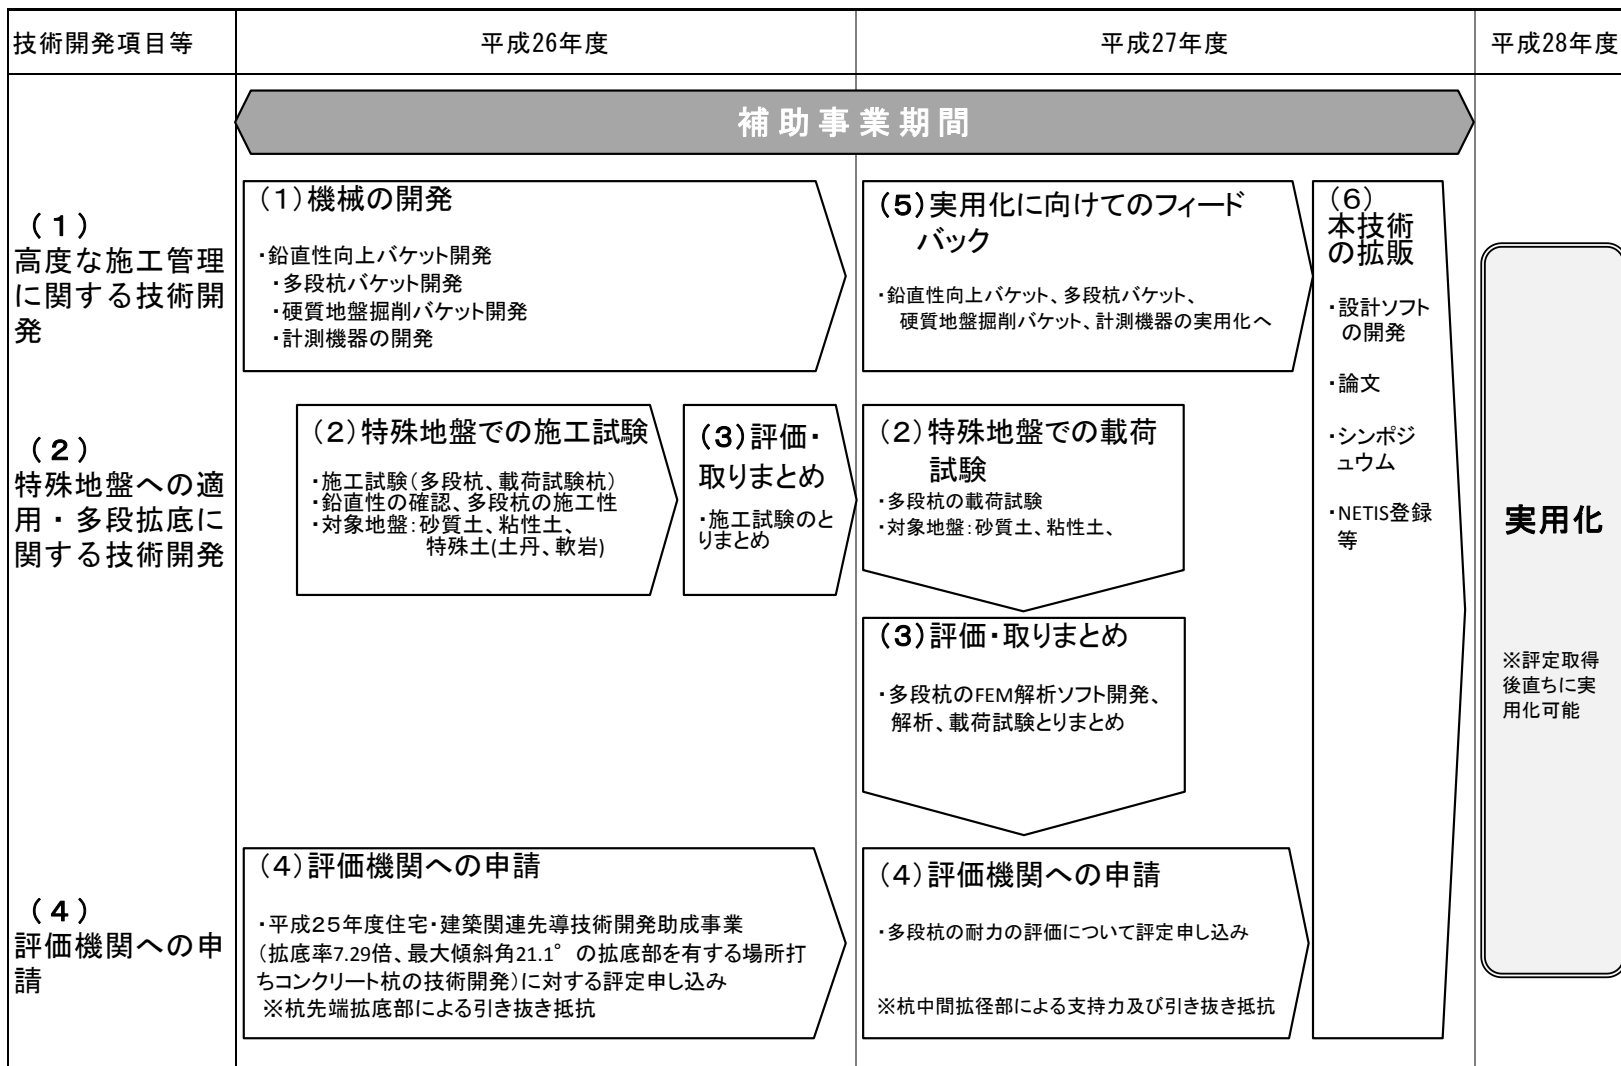 技術開発項目等
平成26年度
平成27年度
平成28年度
補助事業期間
（１）
高度な施工管理
に関する技術開
発
（１）機械の開発
・鉛直性向上バケット開発
・多段杭バケット開発
・硬質地盤掘削バケット開発
・計測機器の開発
（５）実用化に向けてのフィード
バック
・鉛直性向上バケット、多段杭バケット、
硬質地盤掘削バケット、計測機器の実用化へ
（６）
本技術
の拡販
・設計ソフト
の開発
・論文
・シンポジ
ュウム
・NETIS登録
等
（２）
特殊地盤への適
用・多段拡底に
関する技術開発
（２）特殊地盤での施工試験
・施工試験（多段杭、載荷試験杭）
・鉛直性の確認、多段杭の施工性
・対象地盤：砂質土、粘性土、
特殊土(土丹、軟岩)
（３）評価・
取りまとめ
・施工試験のと
りまとめ
（２）特殊地盤での載荷
試験
・多段杭の載荷試験
・対象地盤：砂質土、粘性土、
（３）評価・取りまとめ
・多段杭のFEM解析ソフト開発、
解析、載荷試験とりまとめ
実用化
※評定取得
後直ちに実
用化可能
（４）
評価機関への申
請
（４）評価機関への申請
・平成２５年度住宅・建築関連先導技術開発助成事業
（拡底率7.29倍、最大傾斜角21.1°の拡底部を有する場所打
ちコンクリート杭の技術開発）に対する評定申し込み
※杭先端拡底部による引き抜き抵抗
（４）評価機関への申請
・多段杭の耐力の評価について評定申し込み
※杭中間拡径部による支持力及び引き抜き抵抗